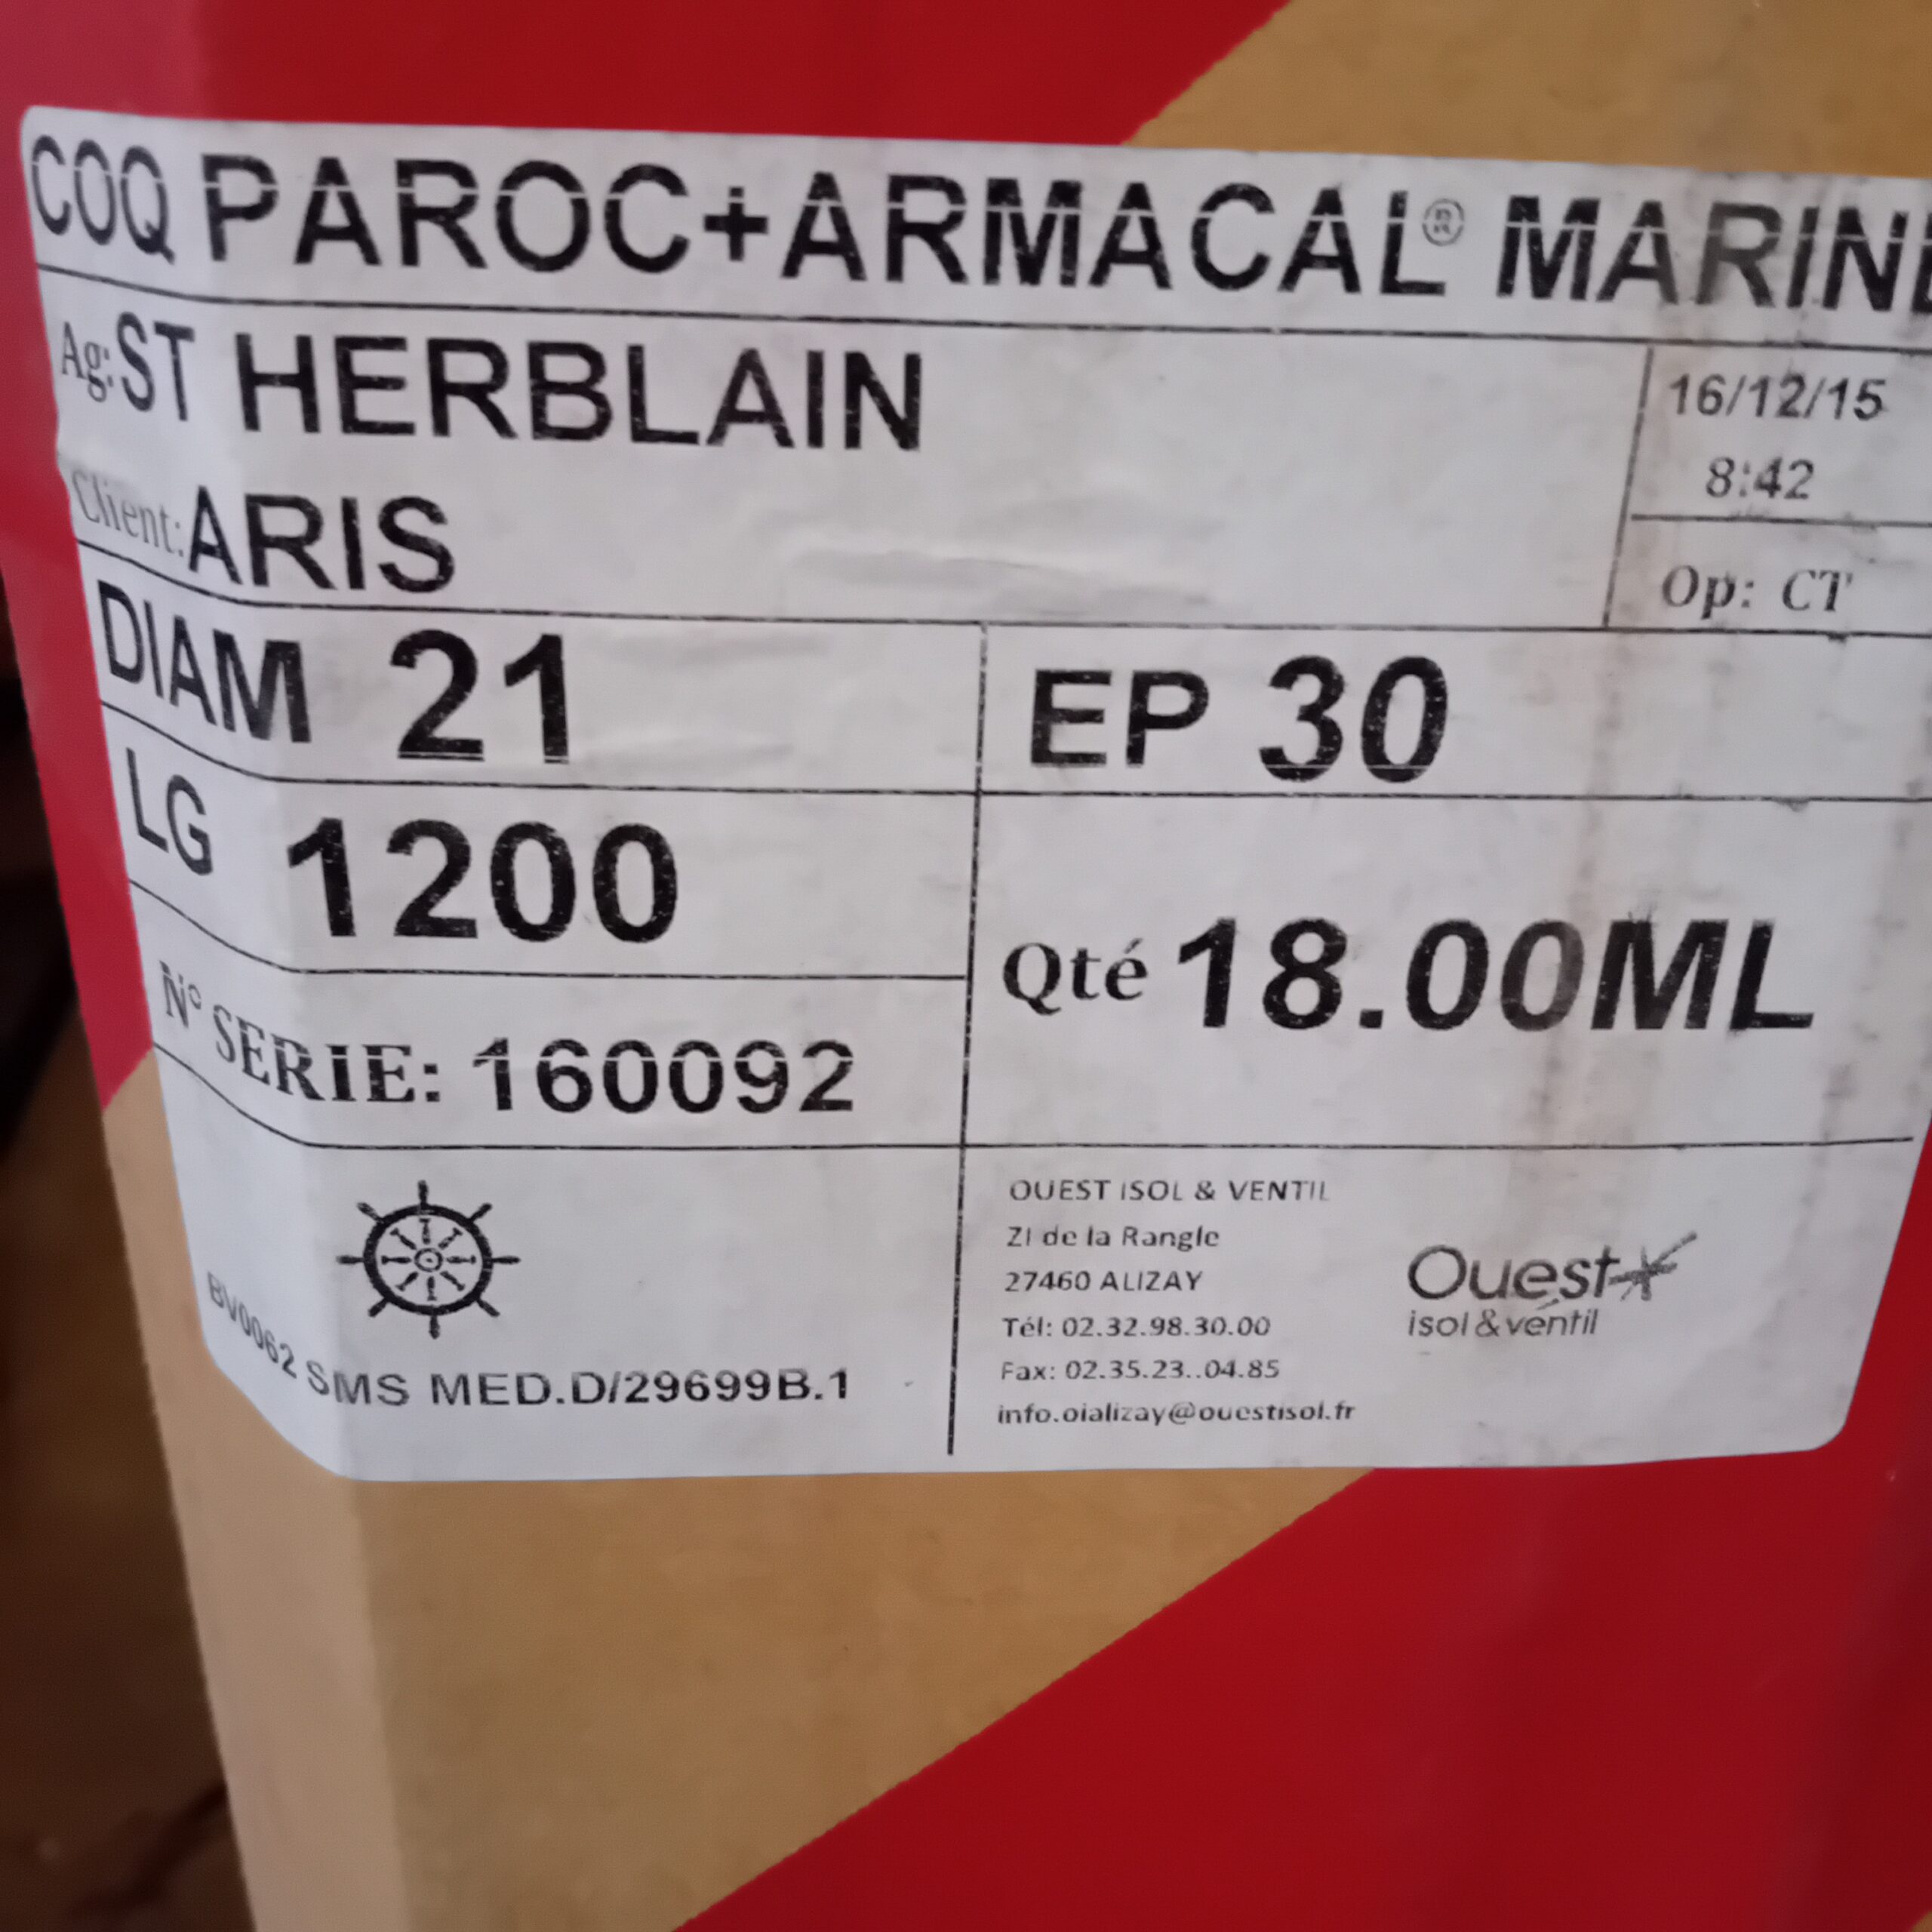 COQ PAROC+ARMACAL® MARINE
Ag: ST HERBLAIN
16/12/15
8:42
Client: ARIS
Op: CT
DIAM 21
EP 30
LG 1200
Qté 18.00ML
N° SERIE: 160092
BV0062 SMS MED.D/29699B.1
OUEST ISOL & VENTIL
ZI de la Rangle
27460 ALIZAY
Tél: 02.32.98.30.00
Fax: 02.35.23..04.85
info.oializay@ouestisol.fr
Ouest
isol & ventil